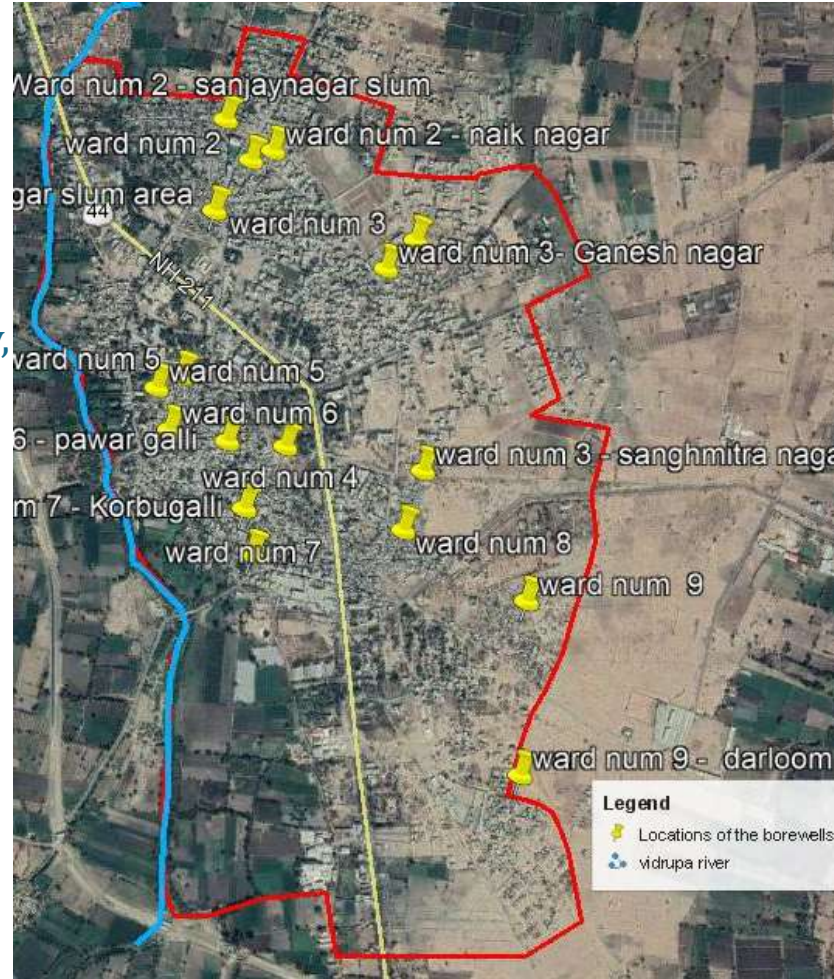 Ward num 2 - sanjaynagar slum
ward num 2
ward num 2 - naik nagar
gar slum area
44
ward num 3
ward num 3- Ganesh nagar
NH 211
y,
ward num 5
ward num 5
ward num 6
6 - pawar galli
ward num 3 - sanghmitra naga
ward num 4
m 7 - Korbugalli
ward num 7
ward num 8
ward num 9
ward num 9 - darloom
Legend
Locations of the borewells
vidrupa river